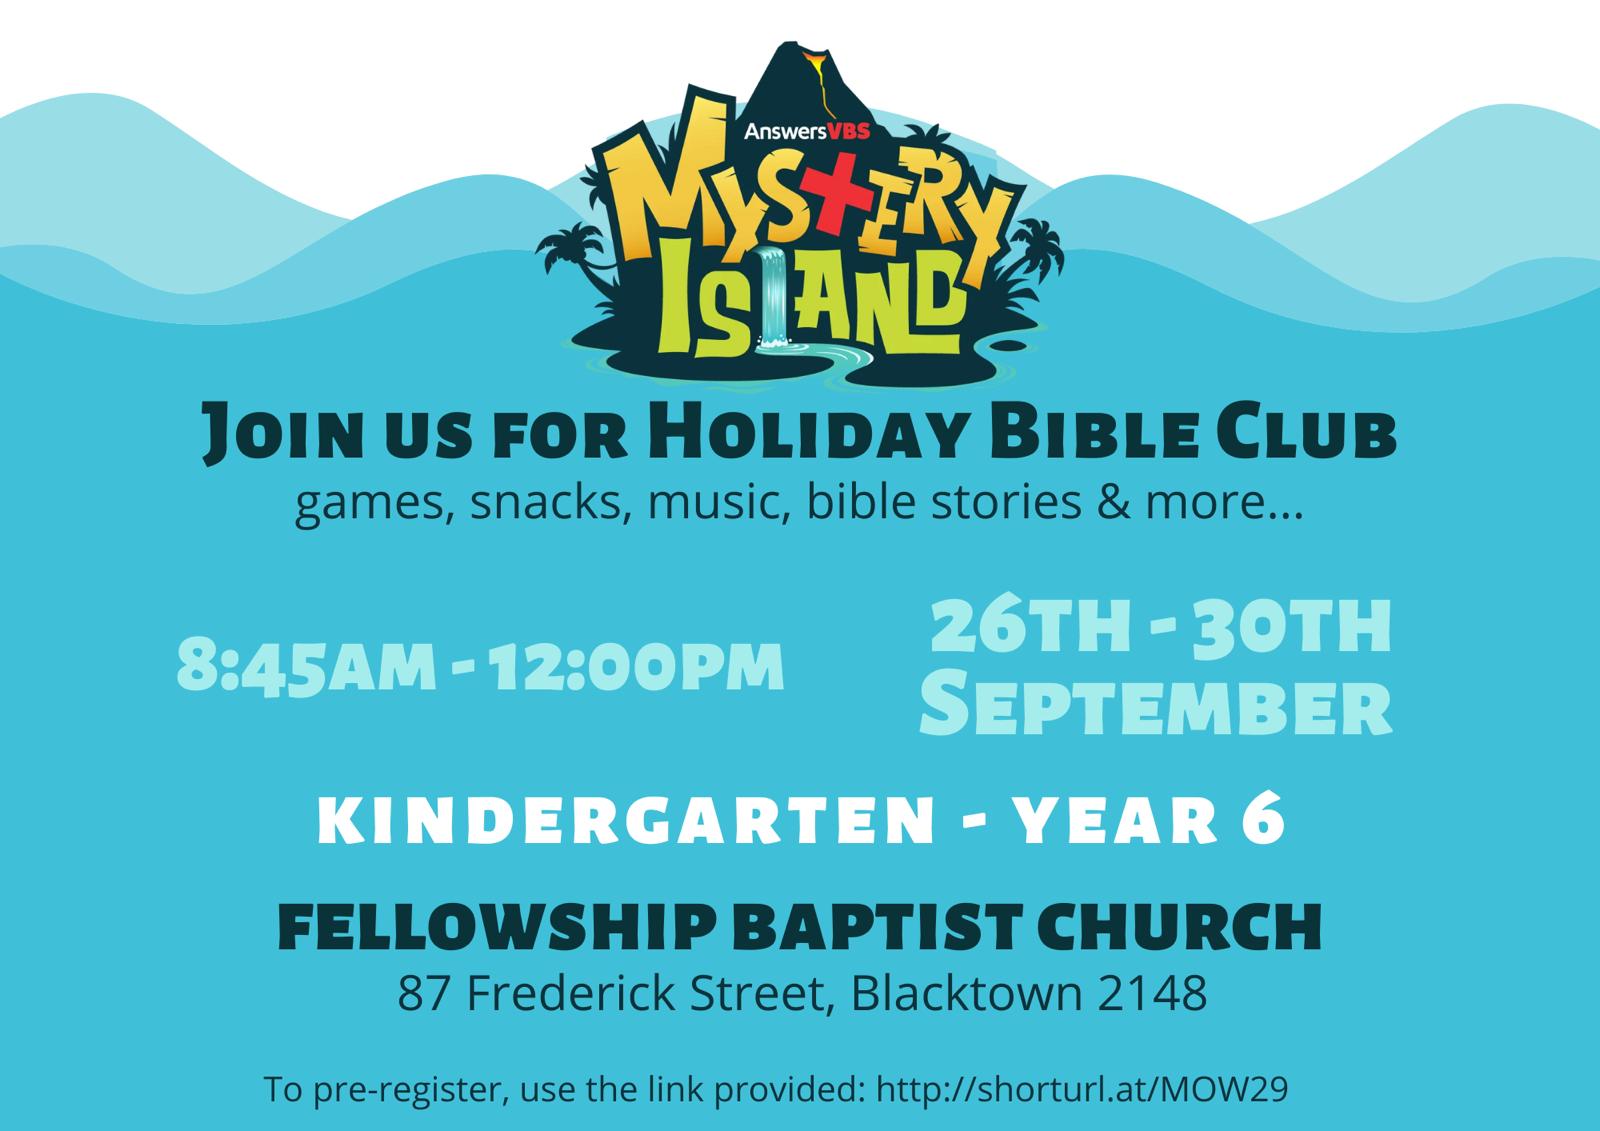 AnswersVBS
Mystery
Island
Join us for Holiday Bible Club
games, snacks, music, bible stories & more...
8:45AM - 12:00PM
26TH - 30TH
September
KINDERGARTEN - YEAR 6
FELLOWSHIP BAPTIST CHURCH
87 Frederick Street, Blacktown 2148
To pre-register, use the link provided: http://shorturl.at/MOW29